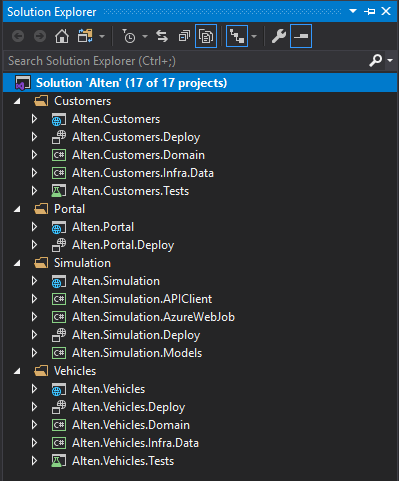 Solution Explorer
Search Solution Explorer (Ctrl+;)
Solution 'Alten' (17 of 17 projects)
Customers
Alten.Customers
Alten.Customers.Deploy
C# Alten.Customers.Domain
C# Alten.Customers.Infra.Data
Alten.Customers.Tests
Portal
Alten.Portal
Alten.Portal.Deploy
Simulation
Alten.Simulation
C# Alten.Simulation.APIClient
C# Alten.Simulation.AzureWebJob
Alten.Simulation.Deploy
C# Alten.Simulation.Models
Vehicles
Alten.Vehicles
Alten.Vehicles.Deploy
C# Alten.Vehicles.Domain
C# Alten.Vehicles.Infra.Data
Alten.Vehicles.Tests